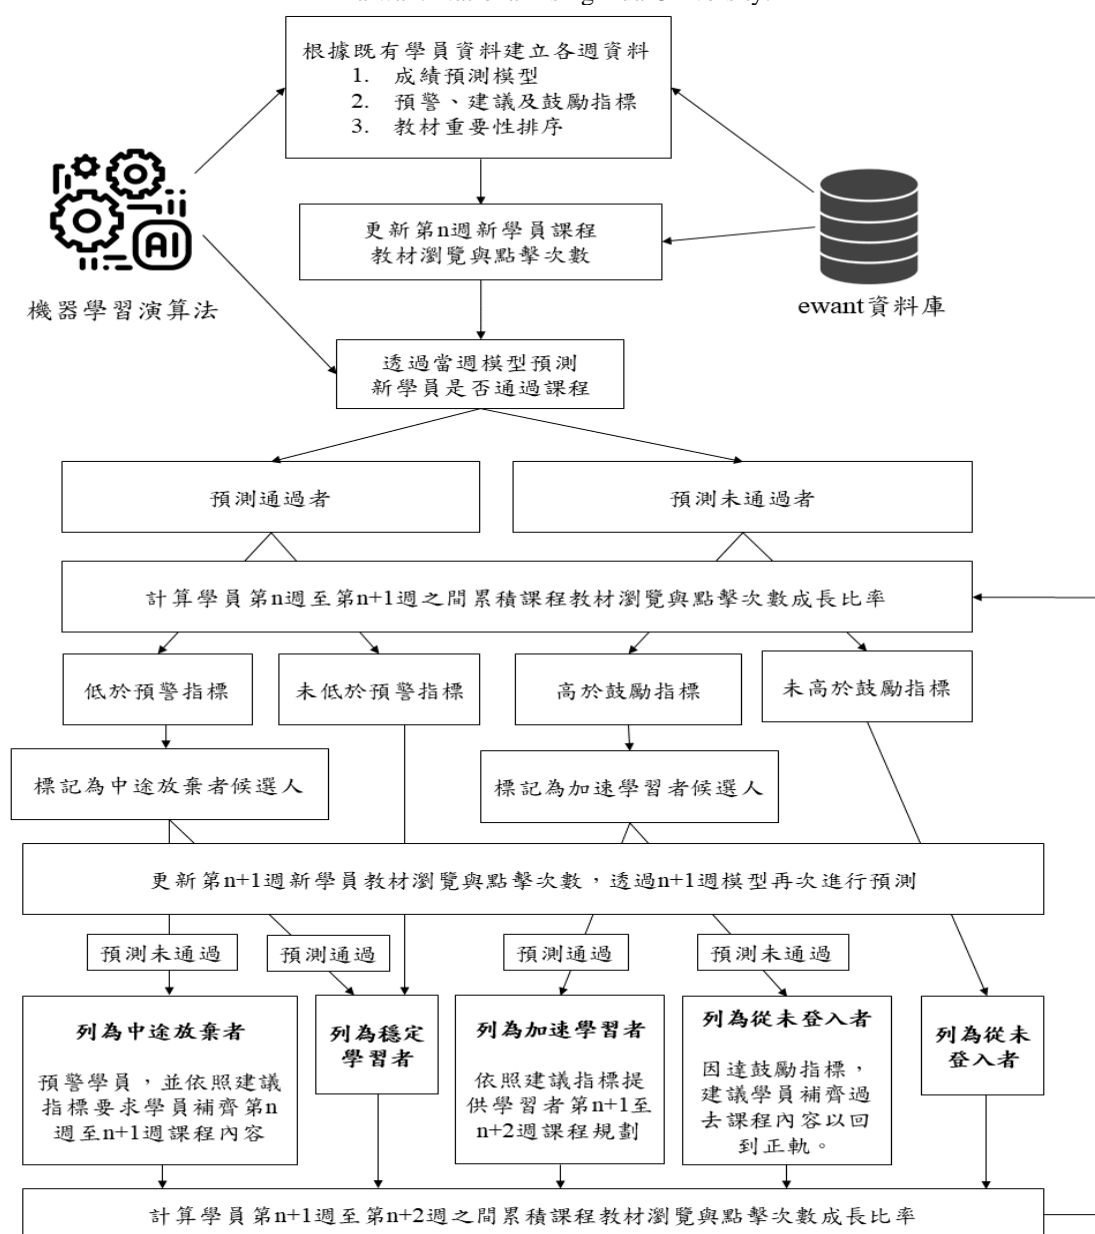 根據既有學員資料建立各週資料
1. 成績預測模型
2. 預警、建議及鼓勵指標
3. 教材重要性排序
AI
機器學習演算法
更新第n週新學員課程
教材瀏覽與點擊次數
ewant資料庫
透過當週模型預測
新學員是否通過課程
預測通過者
預測未通過者
計算學員第n週至第n+1週之間累積課程教材瀏覽與點擊次數成長比率
低於預警指標
未低於預警指標
高於鼓勵指標
未高於鼓勵指標
標記為中途放棄者候選人
標記為加速學習者候選人
更新第n+1週新學員教材瀏覽與點擊次數，透過n+1週模型再次進行預測
預測未通過
預測通過
預測通過
預測未通過
列為中途放棄者
預警學員，並依照建議
指標要求學員補齊第n
週至n+1週課程內容
列為穩定
學習者
列為加速學習者
依照建議指標提
供學習者第n+1至
n+2週課程規劃
列為從未登入者
因達鼓勵指標，
建議學員補齊過
去課程內容以回
到正軌。
列為從未
登入者
計算學員第n+1週至第n+2週之間累積課程教材瀏覽與點擊次數成長比率